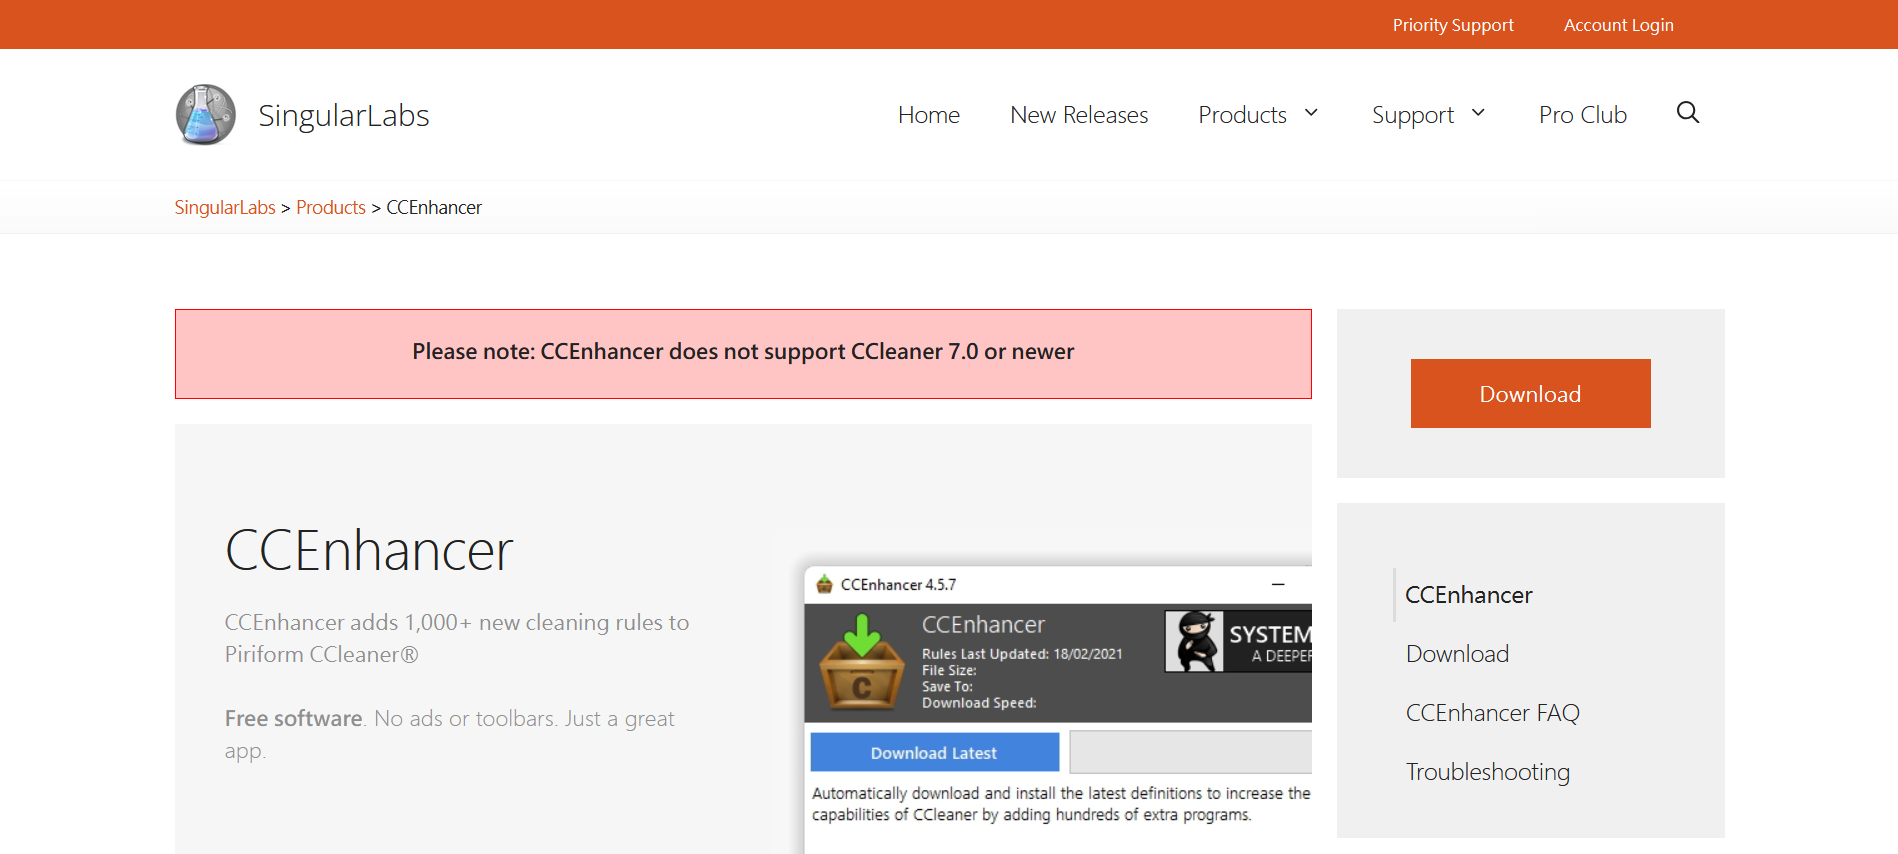 Priority Support Account Login
SingularLabs
Home New Releases Products Support Pro Club
SingularLabs > Products > CCEnhancer
Please note: CCEnhancer does not support CCleaner 7.0 or newer
Download
CCEnhancer
CCEnhancer adds 1,000+ new cleaning rules to
Piriform CCleaner®
Free software. No ads or toolbars. Just a great
app.
CCEnhancer 4.5.7
CCEnhancer
Rules Last Updated: 18/02/2021
File Size:
Save To:
Download Speed:
SYSTEM
A DEEPER
C
Download Latest
Automatically download and install the latest definitions to increase the
capabilities of CCleaner by adding hundreds of extra programs.
CCEnhancer
Download
CCEnhancer FAQ
Troubleshooting